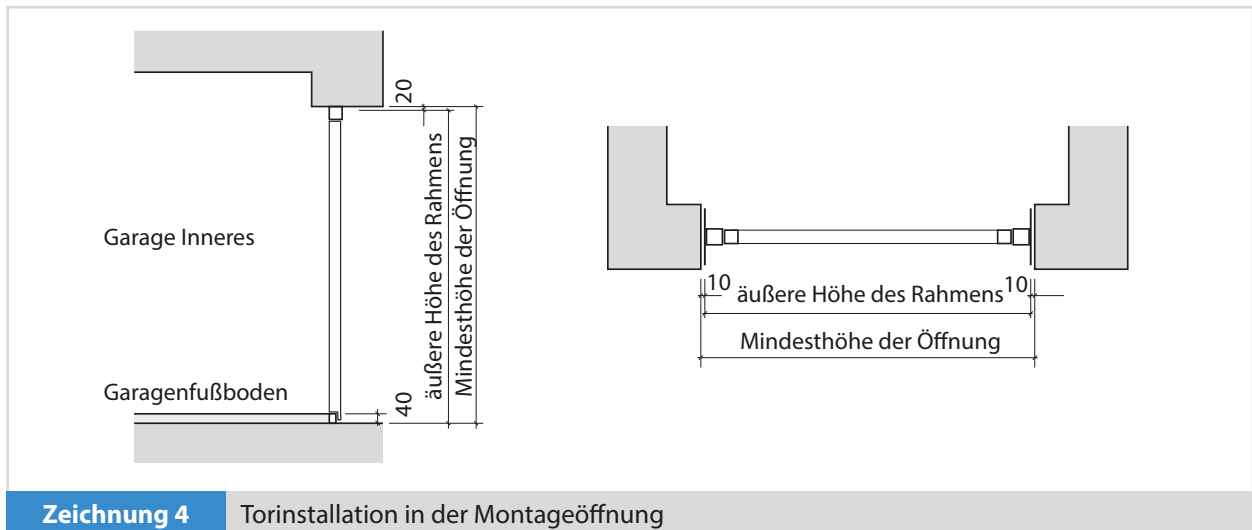 20
äußere Höhe des Rahmens
Mindesthöhe der Öffnung
Garage Inneres
Garagenfußboden
40
10 äußere Höhe des Rahmens 10
Mindesthöhe der Öffnung
Zeichnung 4 Torinstallation in der Montageöffnung